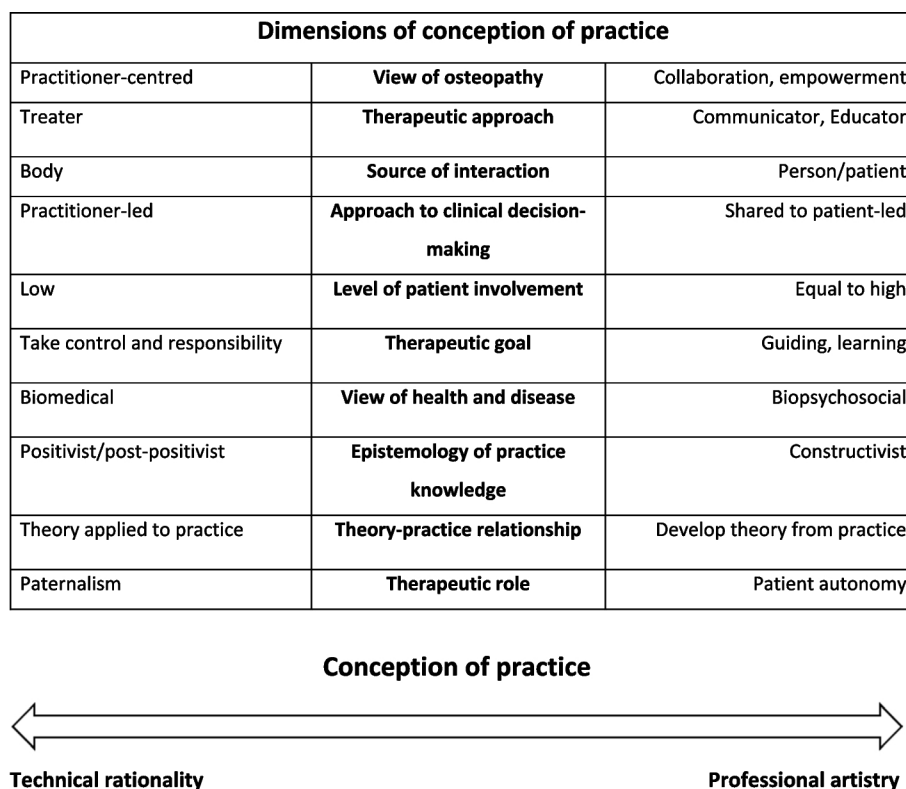 Dimensions of conception of practice
Practitioner-centred View of osteopathy Collaboration, empowerment
Treater Therapeutic approach Communicator, Educator
Body Source of interaction Person/patient
Practitioner-led Approach to clinical decision- Shared to patient-led
making
Low Level of patient involvement Equal to high
Take control and responsibility Therapeutic goal Guiding, learning
Biomedical View of health and disease Biopsychosocial
Positivist/post-positivist Epistemology of practice Constructivist
knowledge
Theory applied to practice Theory-practice relationship Develop theory from practice
Paternalism Therapeutic role Patient autonomy
Conception of practice
Technical rationality Professional artistry